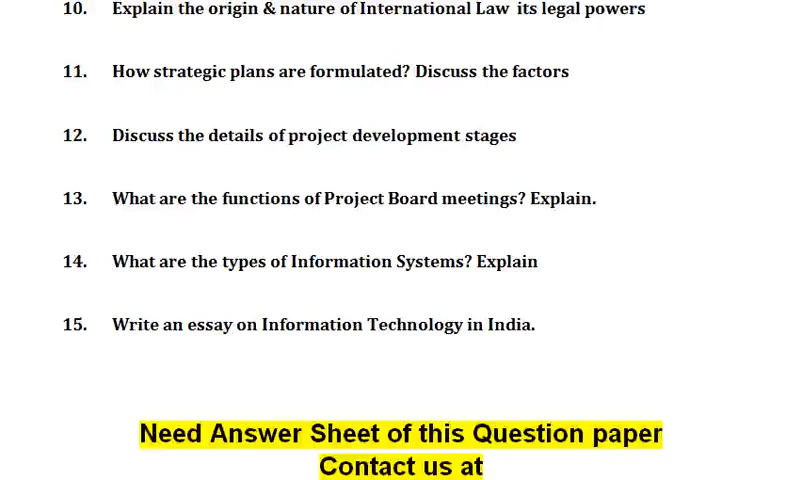 10. Explain the origin & nature of International Law its legal powers
11. How strategic plans are formulated? Discuss the factors
12. Discuss the details of project development stages
13. What are the functions of Project Board meetings? Explain.
14. What are the types of Information Systems? Explain
15. Write an essay on Information Technology in India.
Need Answer Sheet of this Question paper
Contact us at